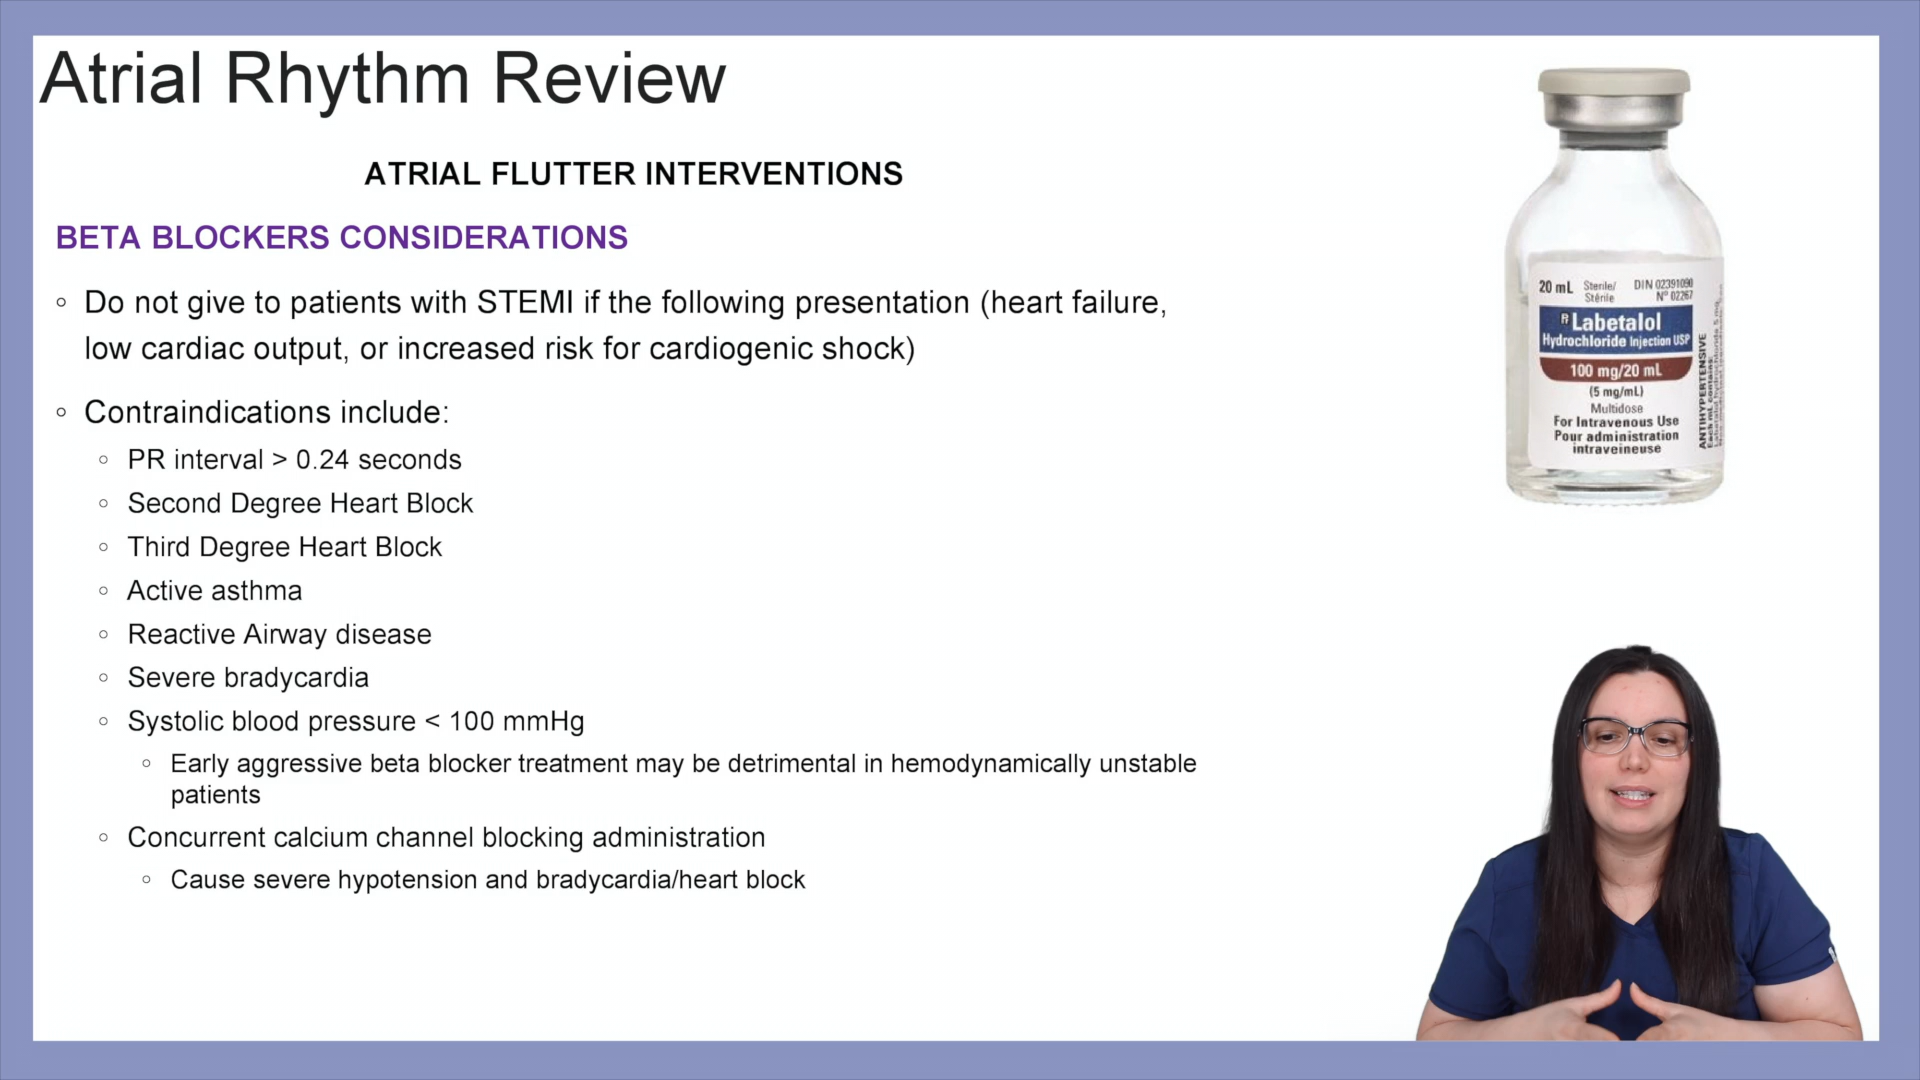 Atrial Rhythm Review
ATRIAL FLUTTER INTERVENTIONS
BETA BLOCKERS CONSIDERATIONS
Do not give to patients with STEMI if the following presentation (heart failure,
low cardiac output, or increased risk for cardiogenic shock)
Contraindications include:
PR interval > 0.24 seconds
Second Degree Heart Block
Third Degree Heart Block
Active asthma
Reactive Airway disease
Severe bradycardia
Systolic blood pressure < 100 mmHg
Early aggressive beta blocker treatment may be detrimental in hemodynamically unstable
patients
Concurrent calcium channel blocking administration
Cause severe hypotension and bradycardia/heart block
20 mL Sterile/ DIN 02391090
Stérile N° 02267
Labetalol
Hydrochloride Injection USP
100 mg/20 mL
(5 mg/mL)
Multidose
For Intravenous Use
Pour administration
intraveineuse
ANTIHYPERTENSIVE
Each mL contains: